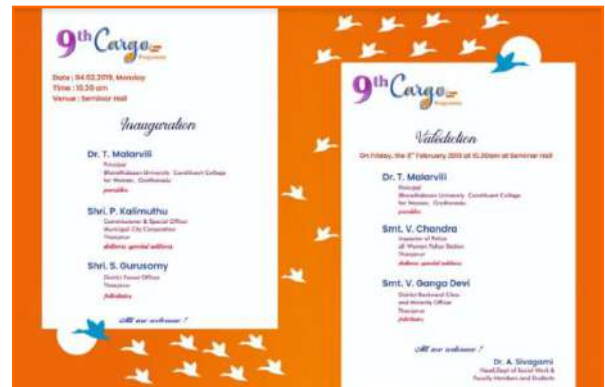 9th Cargo
Programme
Date : 04.02.2019, Monday
Time : 10.30 am
Venue : Seminar Hall
Inauguration
Dr. T. Malarvili
Principal
Bharathidasan University Constituent College
for Women, Orathanadu
presides
Shri. P. Kalimuthu
Commissioner & Special Officer
Municipal City Corporation
Thanjavur
delivers special address
Shri. S. Gurusamy
District Forest Officer
Thanjavur
felicitates
All are welcome !
9th Cargo
Programme
Valediction
On Friday, the 8th February 2019 at 10.30am at Seminar Hall
Dr. T. Malarvili
Principal
Bharathidasan University Constituent College
for Women, Orathanadu
presides
Smt. V. Chandra
Inspector of Police
all Women Police Station
Thanjavur
delivers special address
Smt. V. Ganga Devi
District Backward Class
and Minority Officer
Thanjavur
felicitates
All are welcome !
Dr. A. Sivagami
Head,Dept of Social Work &
Faculty Members and Students